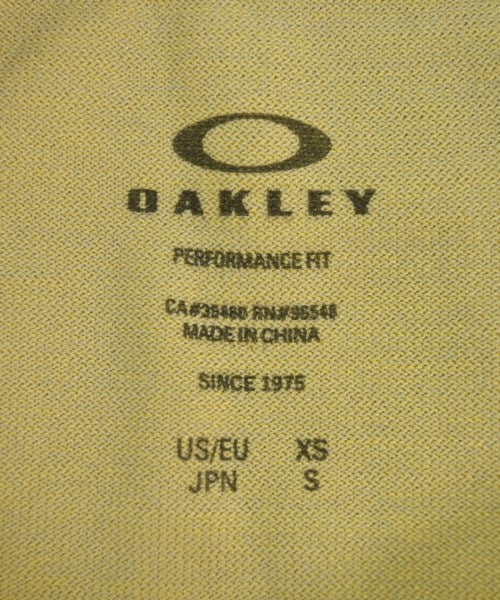 OAKLEY
PERFORMANCE FIT
CA#35460 RN#96548
MADE IN CHINA
SINCE 1975
US/EU XS
JPN S